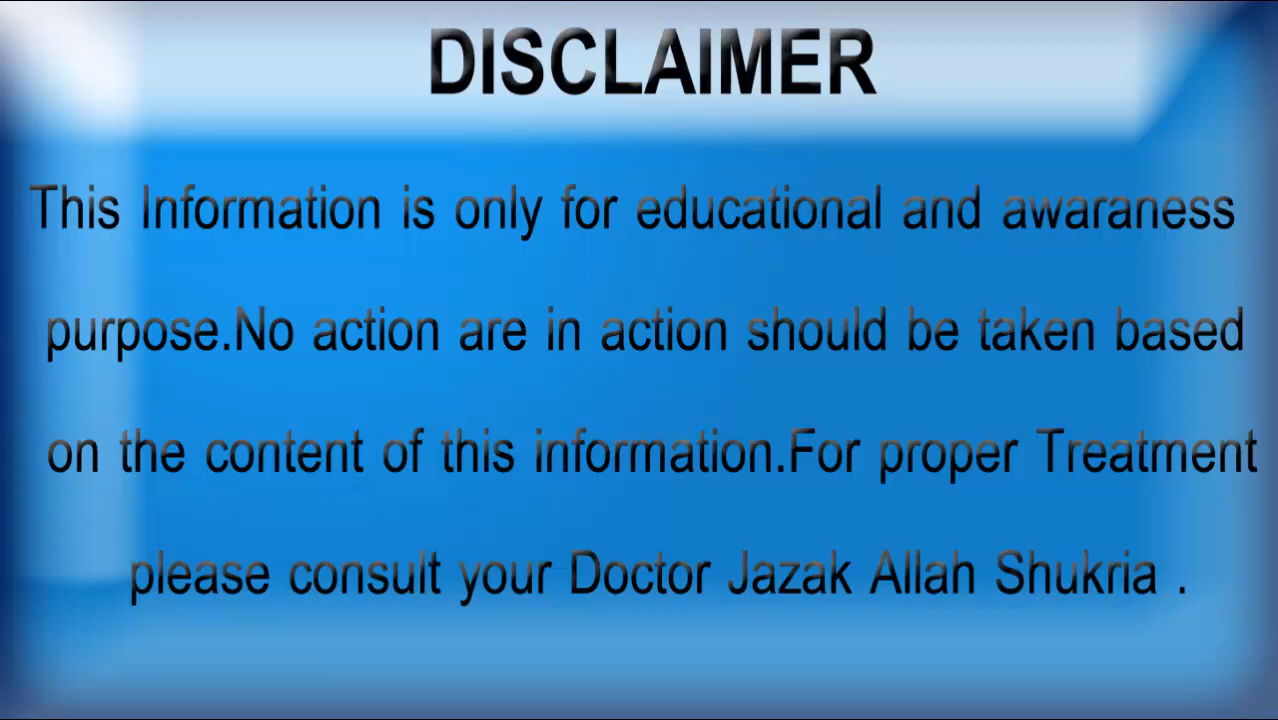 DISCLAIMER
This Information is only for educational and awaraness
purpose.No action are in action should be taken based
on the content of this information.For proper Treatment
please consult your Doctor Jazak Allah Shukria .